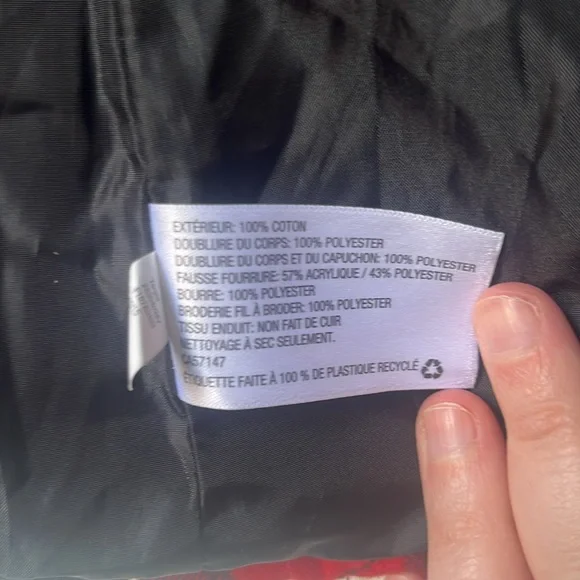 EXTÉRIEUR: 100% COTON
DOUBLURE DU CORPS: 100% POLYESTER
DOUBLURE DU CORPS ET DU CAPUCHON: 100% POLYESTER
FAUSSE FOURRURE: 57% ACRYLIQUE / 43% POLYESTER
BOURRE: 100% POLYESTER
BRODERIE FIL À BRODER: 100% POLYESTER
TISSU ENDUIT: NON FAIT DE CUIR
NETTOYAGE À SEC SEULEMENT.
CA57147
ÉTIQUETTE FAITE À 100 % DE PLASTIQUE RECYCLÉ